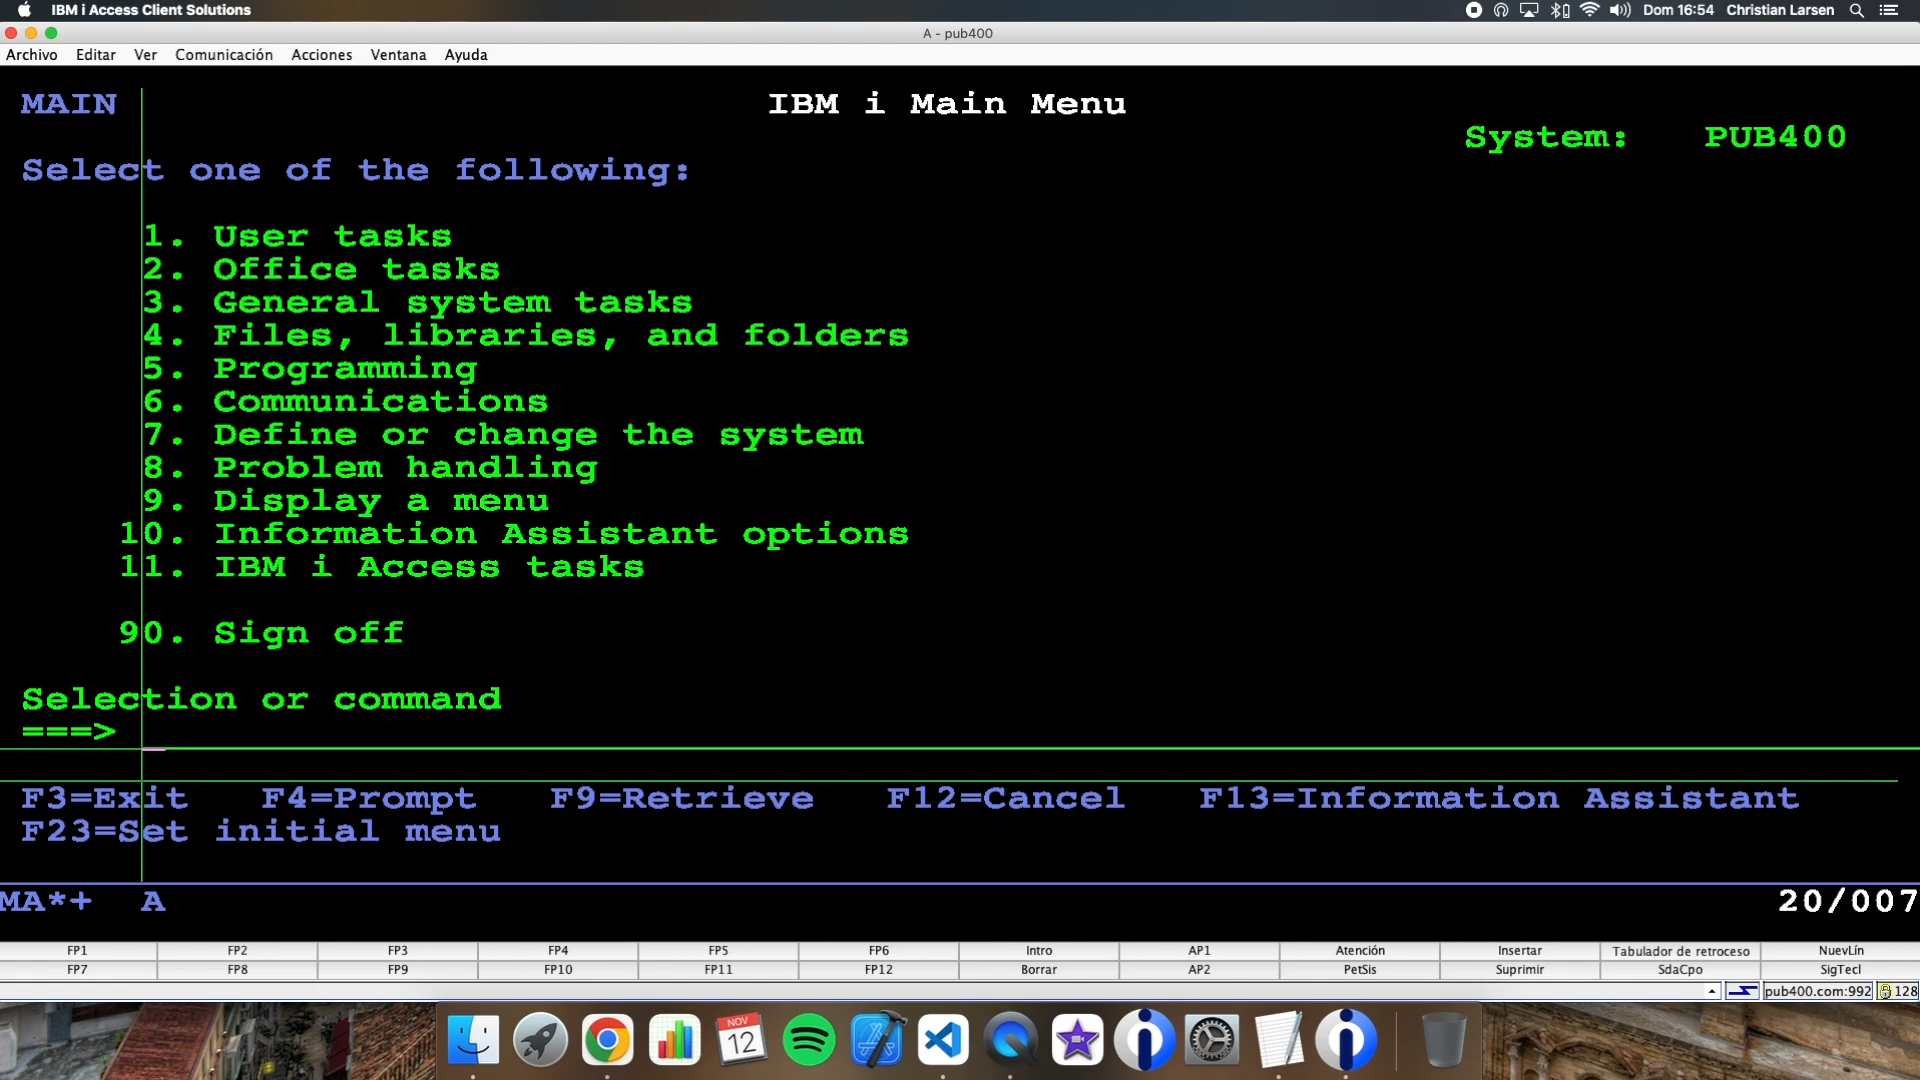 IBM i Access Client Solutions Dom 16:54 Christian Larsen
A - pub400
Archivo Editar Ver Comunicación Acciones Ventana Ayuda
MAIN IBM i Main Menu
System: PUB400
Select one of the following:
1. User tasks
2. Office tasks
3. General system tasks
4. Files, libraries, and folders
5. Programming
6. Communications
7. Define or change the system
8. Problem handling
9. Display a menu
10. Information Assistant options
11. IBM i Access tasks
90. Sign off
Selection or command
===>
F3=Exit F4=Prompt F9=Retrieve F12=Cancel F13=Information Assistant
F23=Set initial menu
MA*+ A 20/007
FP1 FP2 FP3 FP4 FP5 FP6 Intro AP1 Atención Insertar Tabulador de retroceso NuevLín
FP7 FP8 FP9 FP10 FP11 FP12 Borrar AP2 PetSis Suprimir SdaCpo SigTecl
pub400.com:992 128
NOV
12